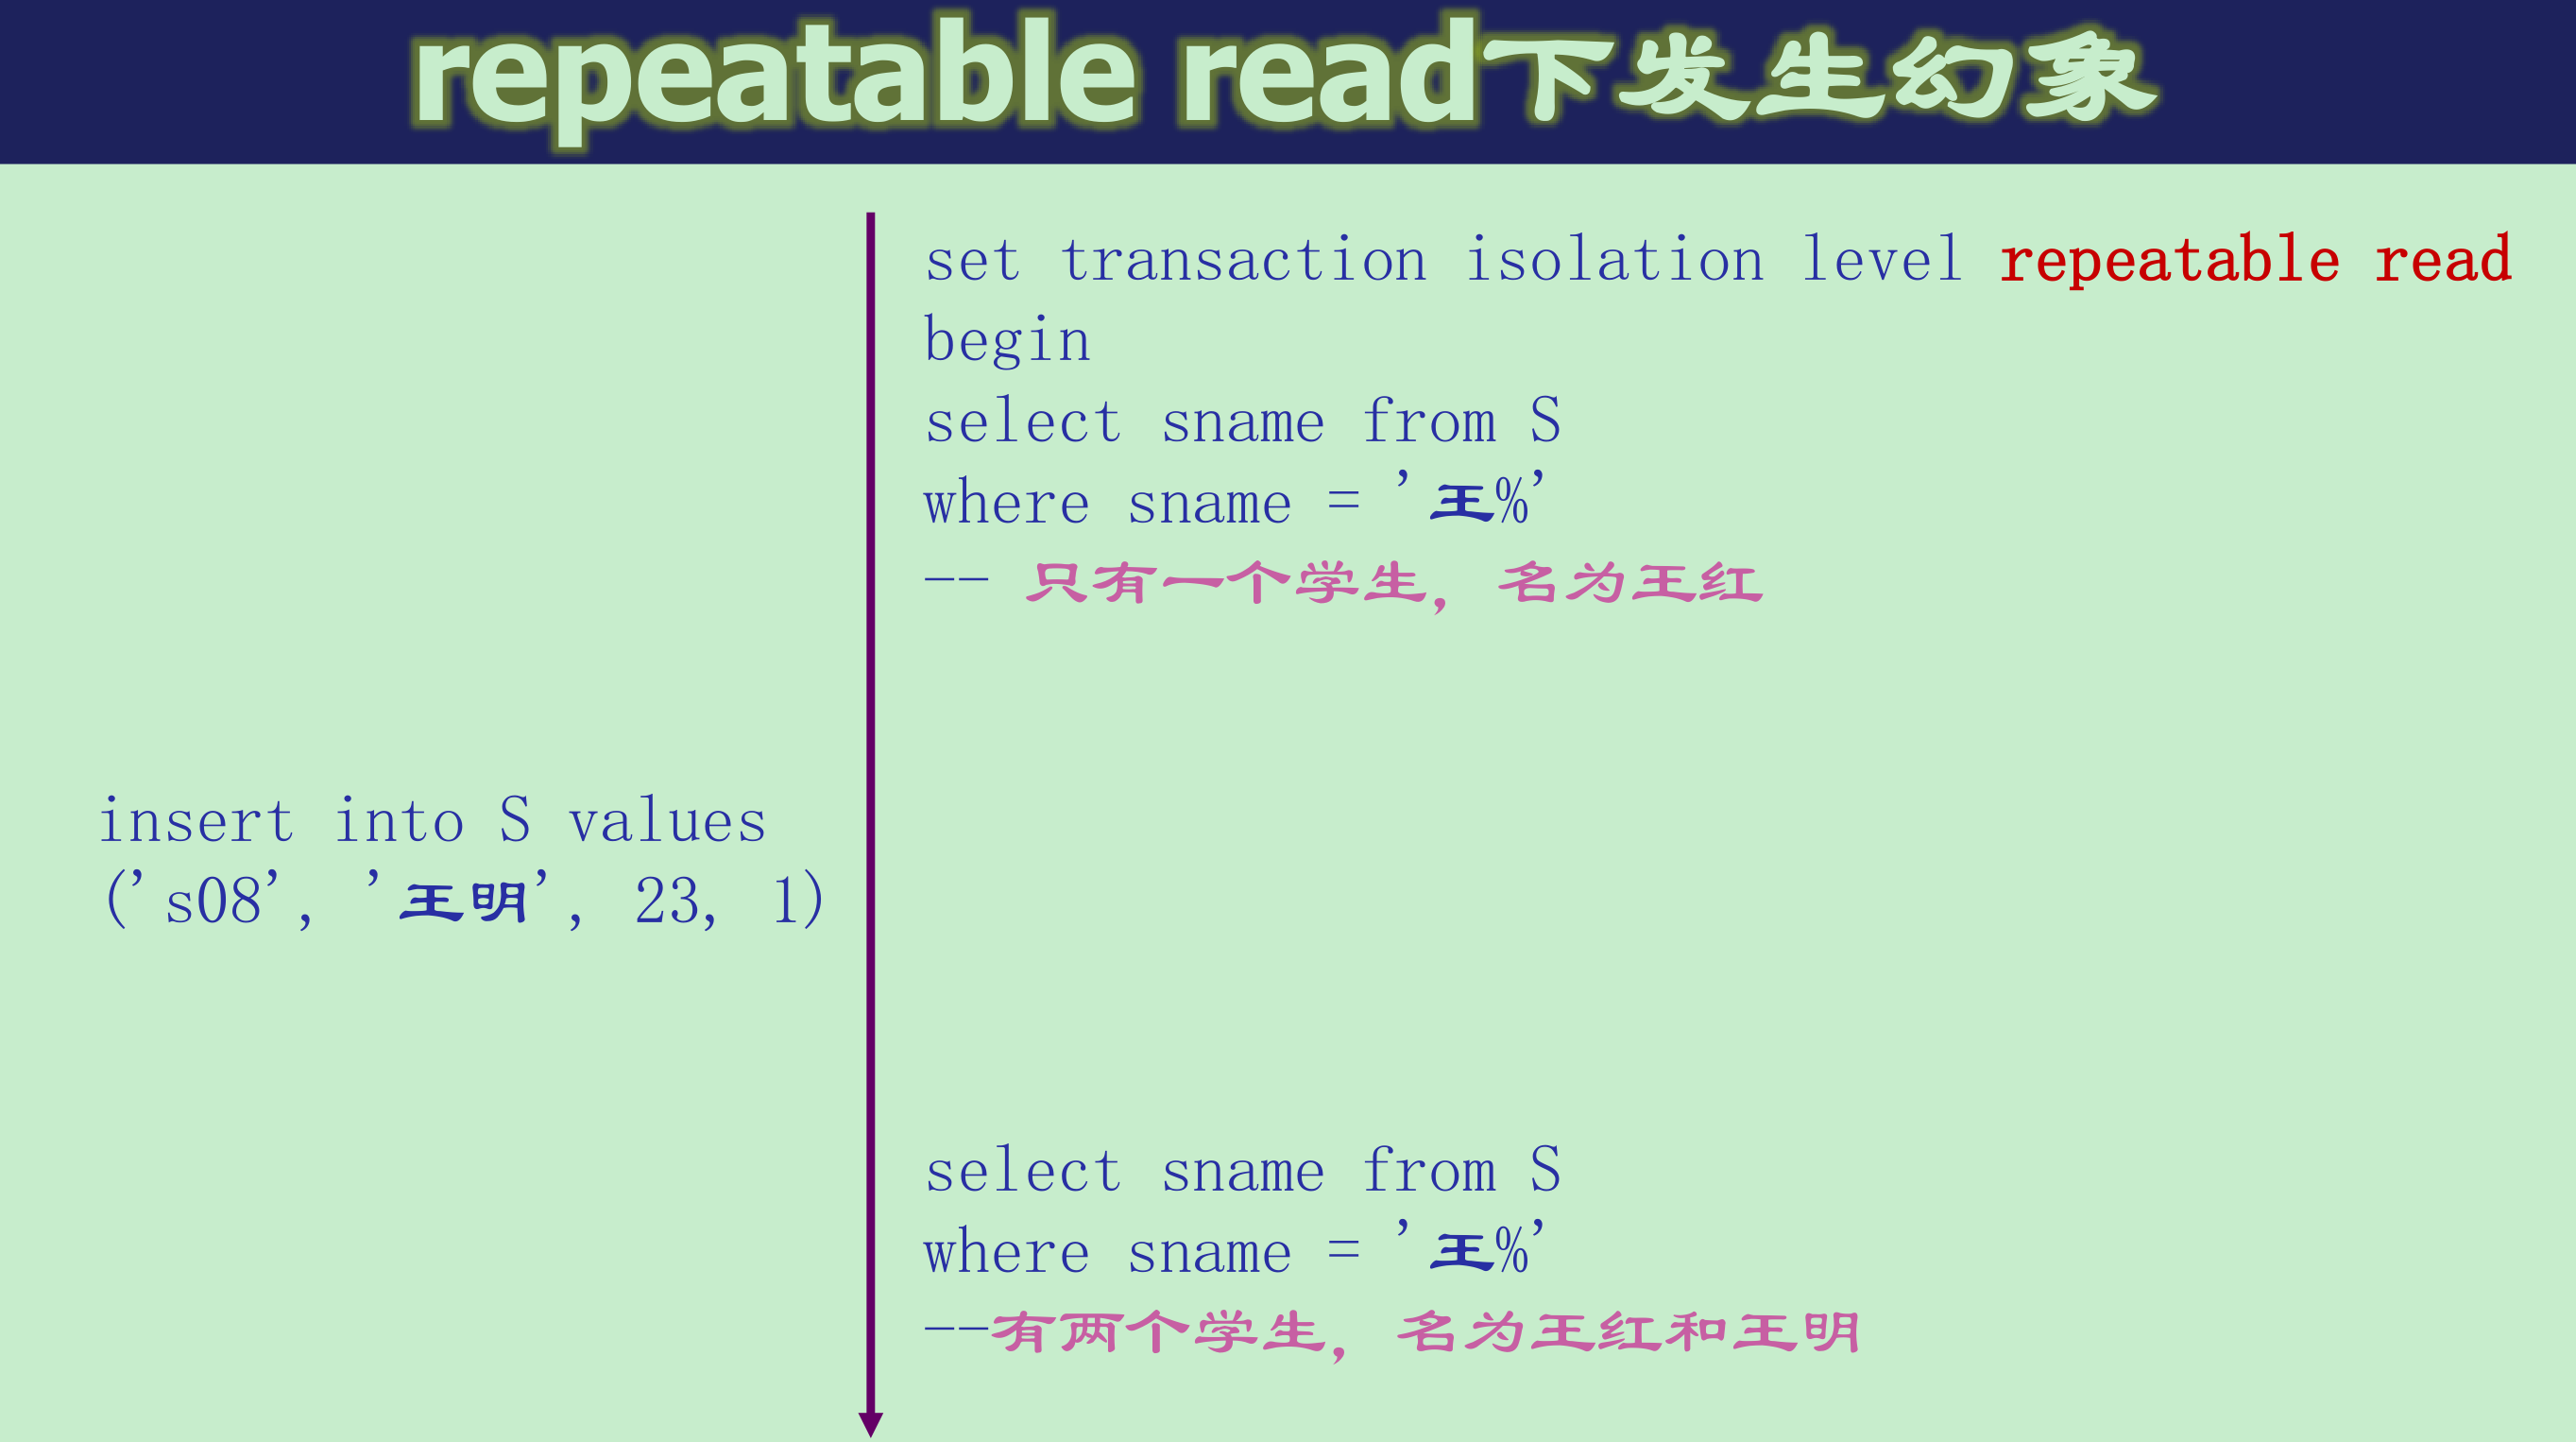 repeatable read下发生幻象
set transaction isolation level repeatable read
begin
select sname from S
where sname = '王%'
-- 只有一个学生，名为王红
insert into S values
('s08', '王明', 23, 1)
select sname from S
where sname = '王%'
--有两个学生，名为王红和王明